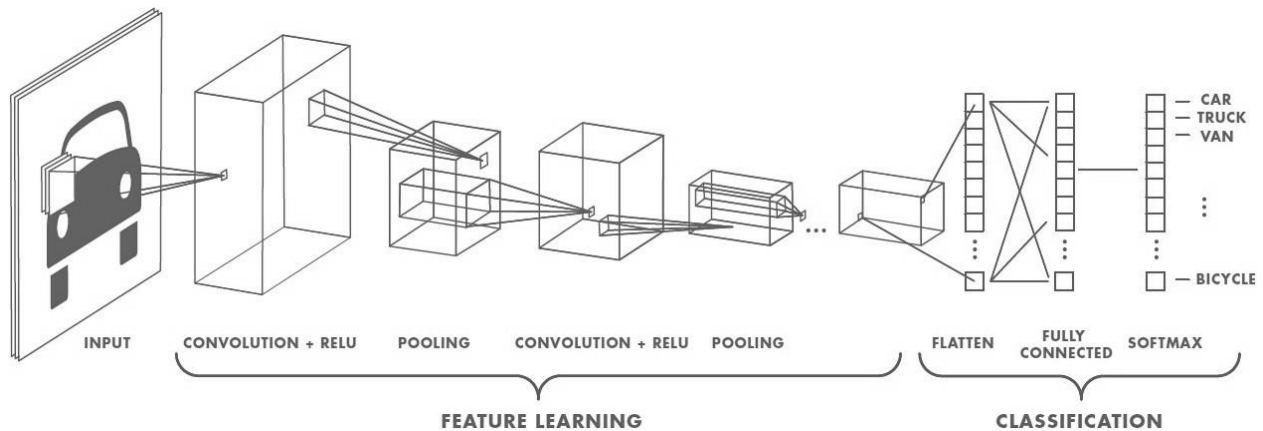 CAR
TRUCK
VAN
BICYCLE
INPUT
CONVOLUTION + RELU
POOLING
CONVOLUTION + RELU
POOLING
FLATTEN
FULLY
CONNECTED
SOFTMAX
FEATURE LEARNING
CLASSIFICATION